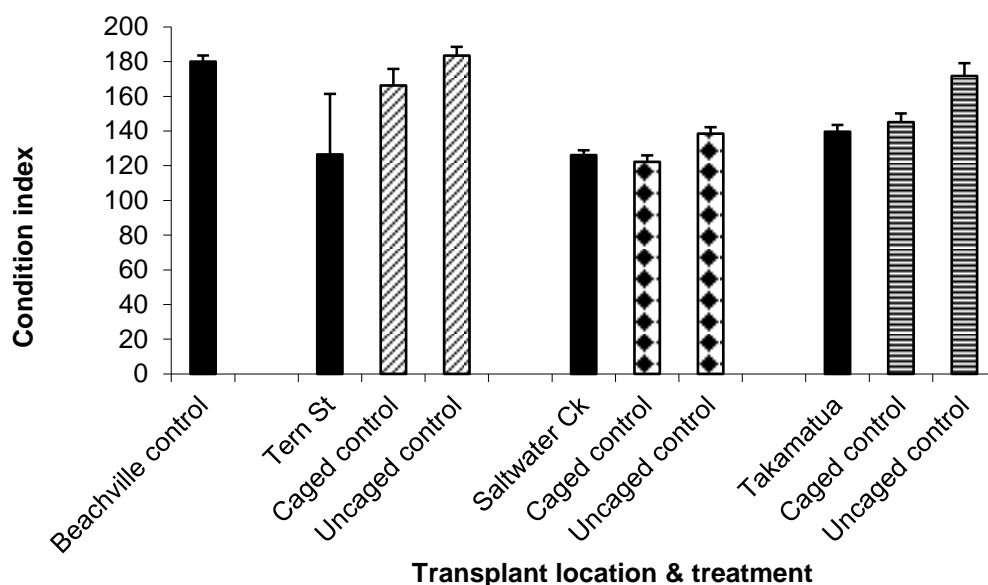 200
180
160
140
120
100
80
60
40
20
0
Condition index
Beachville control
Tern St
Caged control
Uncaged control
Saltwater Ck
Caged control
Uncaged control
Takamatua
Caged control
Uncaged control
Transplant location & treatment